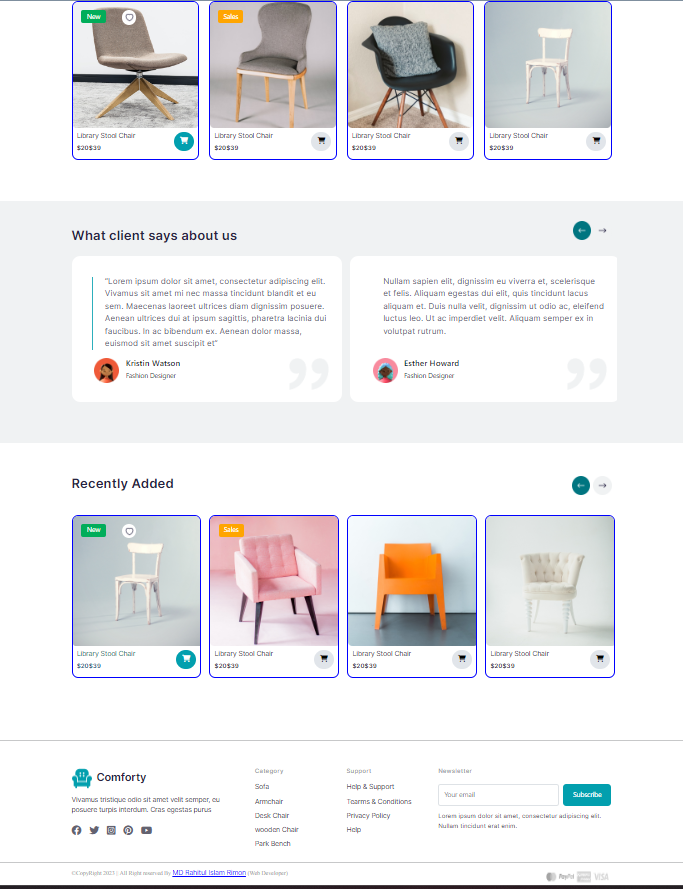 New
Sales
Library Stool Chair
$20$39
Library Stool Chair
$20$39
Library Stool Chair
$20$39
Library Stool Chair
$20$39
What client says about us
"Lorem ipsum dolor sit amet, consectetur adipiscing elit.
Vivamus sit amet mi nec massa tincidunt blandit et eu
sem. Maecenas laoreet ultrices diam dignissim posuere.
Aenean ultrices dui at ipsum sagittis, pharetra lacinia dui
faucibus. In ac bibendum ex. Aenean dolor massa,
euismod sit amet suscipit et"
Kristin Watson
Fashion Designer
Nullam sapien elit, dignissim eu viverra et, scelerisque
et felis. Aliquam egestas dui elit, quis tincidunt lacus
aliquam et. Duis nulla velit, dignissim ut odio ac, eleifend
luctus leo. Ut ac imperdiet velit. Aliquam semper ex in
volutpat rutrum.
Esther Howard
Fashion Designer
Recently Added
New
Sales
Library Stool Chair
$20$39
Library Stool Chair
$20$39
Library Stool Chair
$20$39
Library Stool Chair
$20$39
Comforty
Vivamus tristique odio sit amet velit semper, eu
posuere turpis interdum. Cras egestas purus
Category
Sofa
Armchair
Desk Chair
wooden Chair
Park Bench
Support
Help & Support
Tearms & Conditions
Privacy Policy
Help
Newsletter
Your email
Subscribe
Lorem ipsum dolor sit amet, consectetur adipiscing elit.
Nullam tincidunt erat enim.
©CopyRight 2023 | All Right reserved By MD Rahitul Islam Rimon (Web Developer)
PayPal
VISA